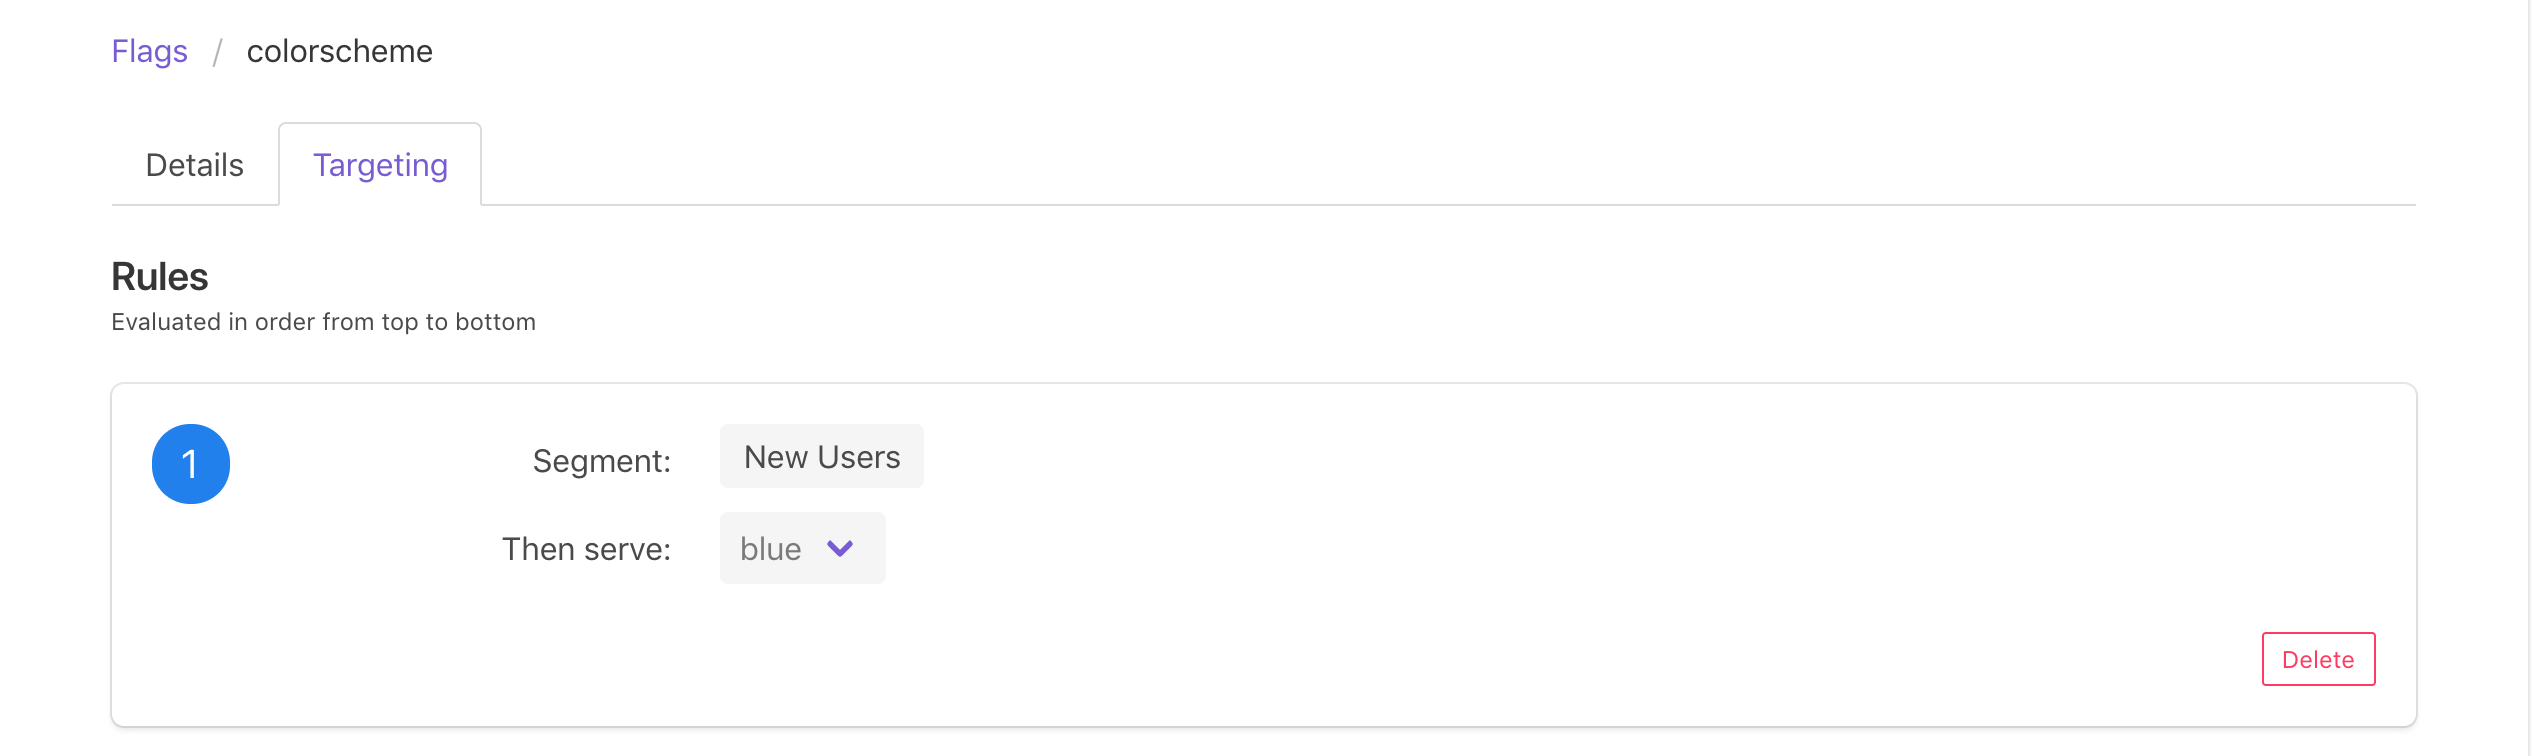 Flags / colorscheme
Details Targeting
Rules
Evaluated in order from top to bottom
1 Segment: New Users
Then serve: blue
Delete